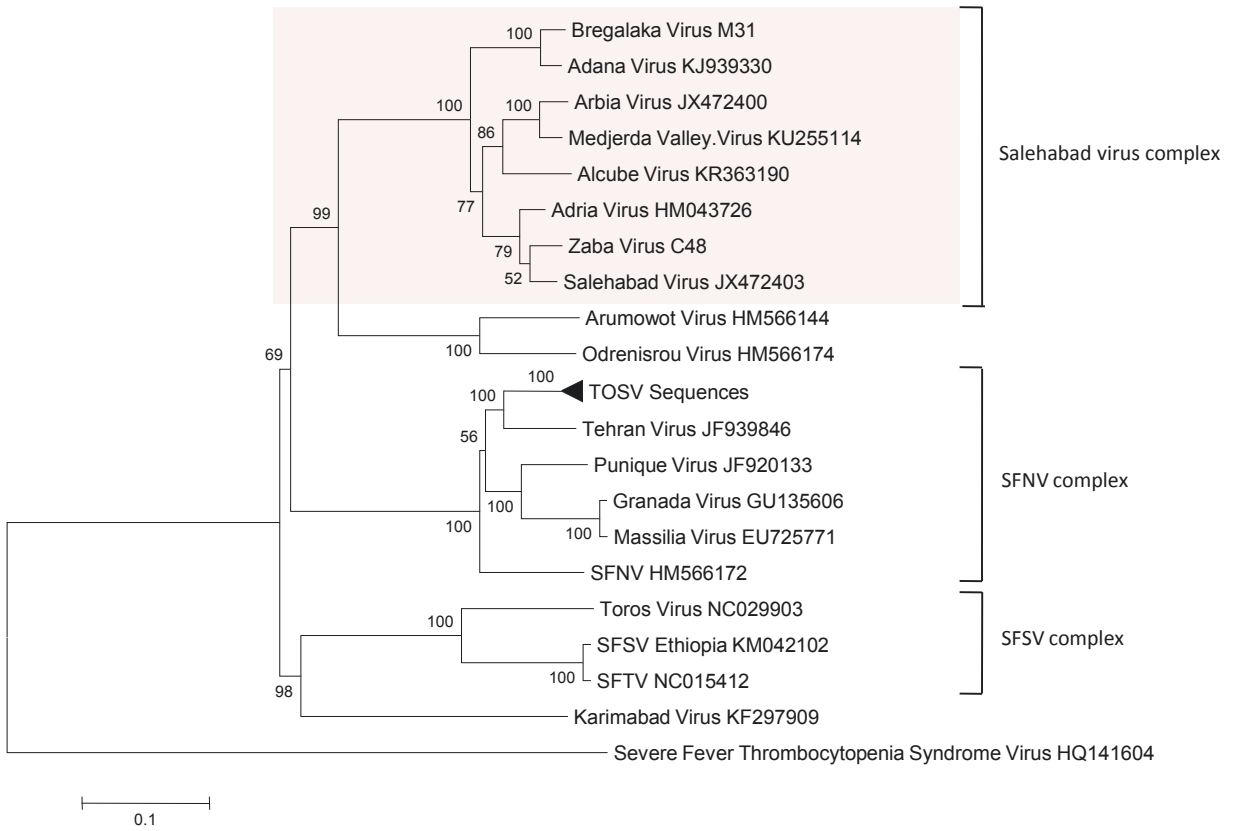 100
Bregalaka Virus M31
Adana Virus KJ939330
100
100
Arbia Virus JX472400
86
Medjerda Valley.Virus KU255114
Alcube Virus KR363190
77
Adria Virus HM043726
79
Zaba Virus C48
52
Salehabad Virus JX472403
Salehabad virus complex
99
Arumowot Virus HM566144
100
Odrenisrou Virus HM566174
69
100
100
TOSV Sequences
Tehran Virus JF939846
56
Punique Virus JF920133
100
Granada Virus GU135606
100
Massilia Virus EU725771
100
SFNV HM566172
SFNV complex
Toros Virus NC029903
100
SFSV Ethiopia KM042102
100
SFTV NC015412
SFSV complex
98
Karimabad Virus KF297909
Severe Fever Thrombocytopenia Syndrome Virus HQ141604
0.1